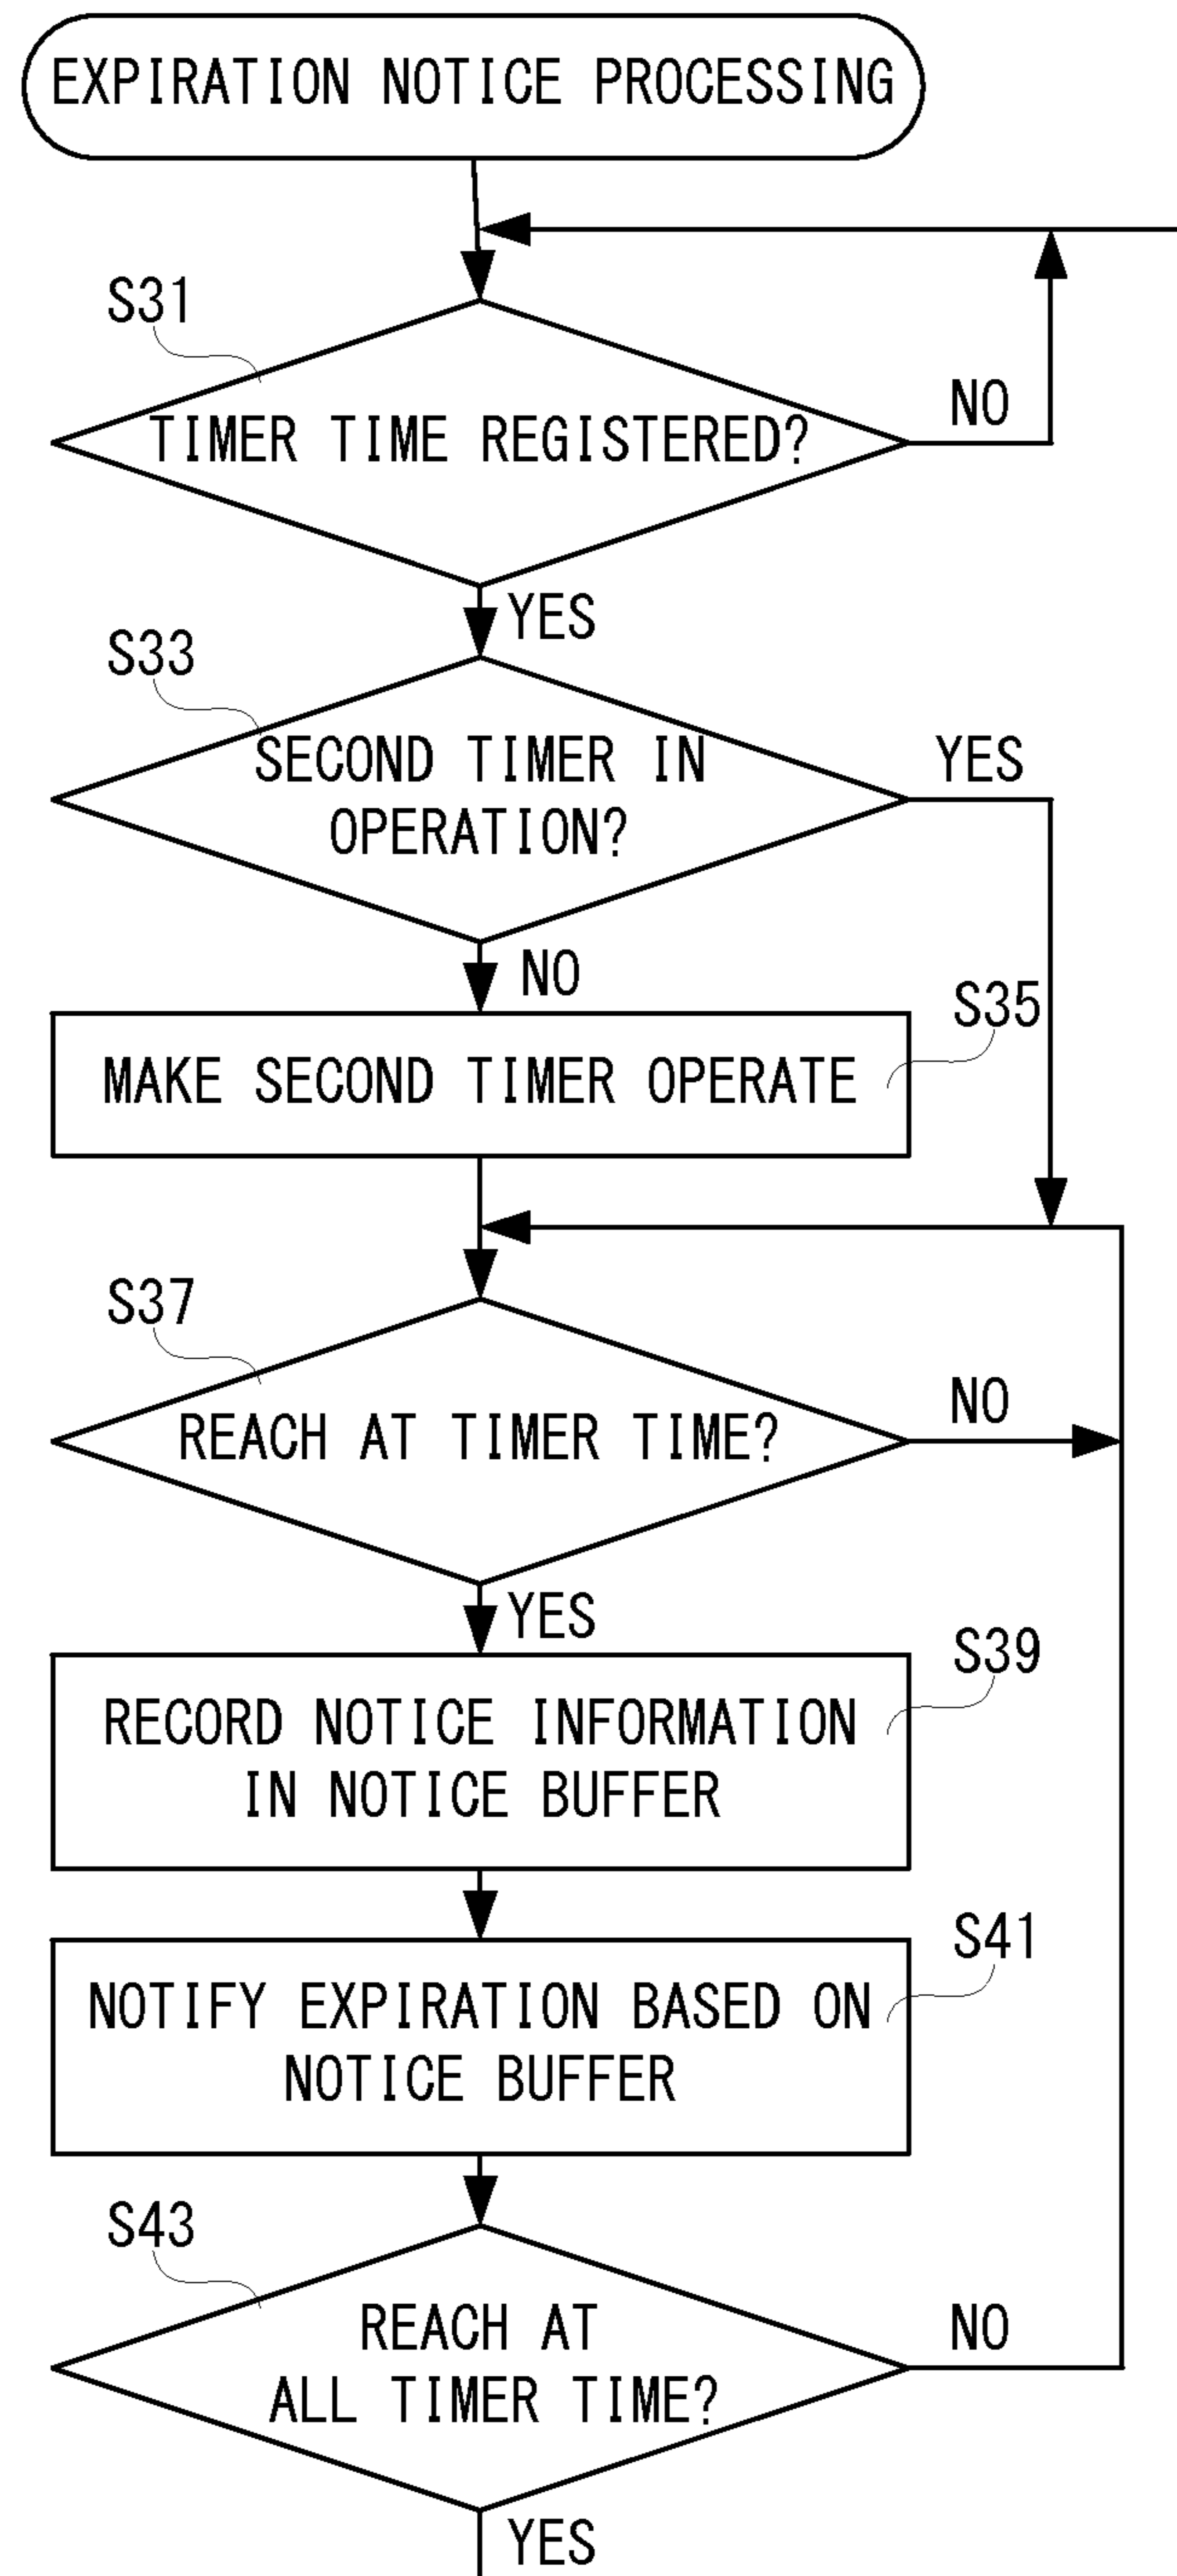 EXPIRATION NOTICE PROCESSING
S31
TIMER TIME REGISTERED?
NO
YES
S33
SECOND TIMER IN
OPERATION?
YES
NO
S35
MAKE SECOND TIMER OPERATE
S37
REACH AT TIMER TIME?
NO
YES
S39
RECORD NOTICE INFORMATION
IN NOTICE BUFFER
S41
NOTIFY EXPIRATION BASED ON
NOTICE BUFFER
S43
REACH AT
ALL TIMER TIME?
NO
YES